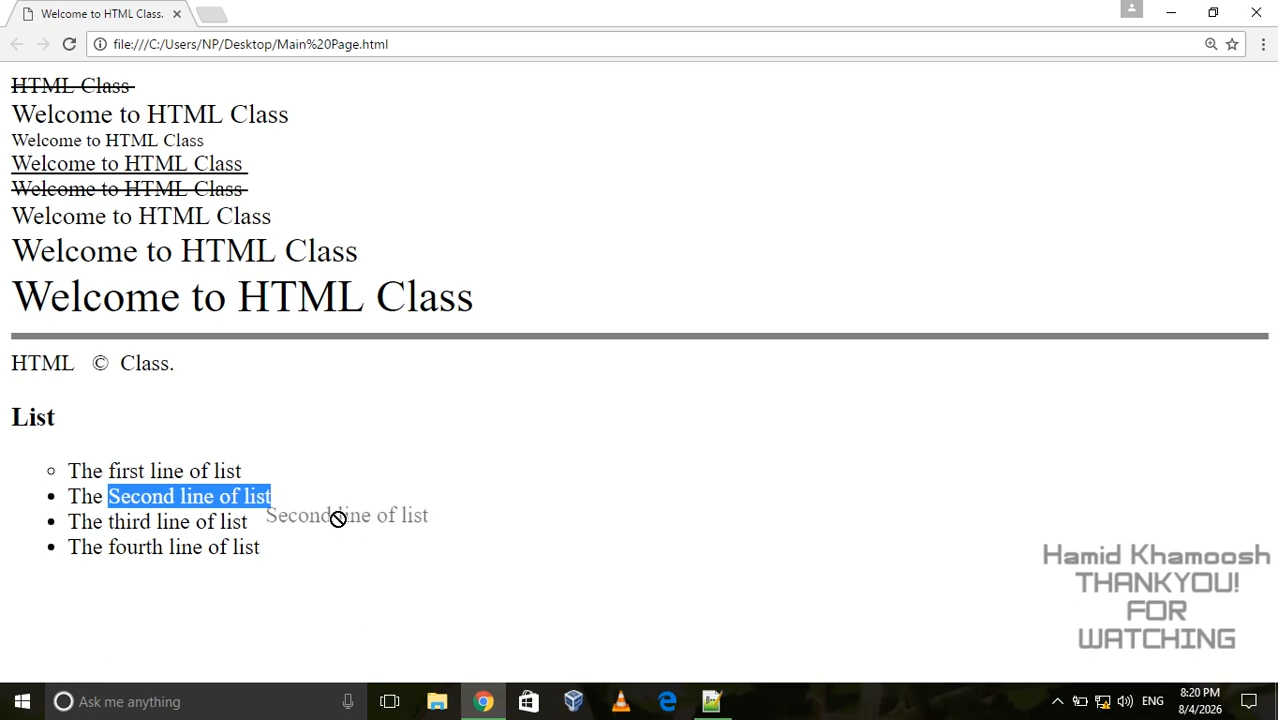 Welcome to HTML Class.
file:///C:/Users/NP/Desktop/Main%20Page.html
HTML Class
Welcome to HTML Class
Welcome to HTML Class
Welcome to HTML Class
Welcome to HTML Class
Welcome to HTML Class
Welcome to HTML Class
Welcome to HTML Class
HTML © Class.
List
The first line of list
The Second line of list
Second line of list
The third line of list
The fourth line of list
Hamid Khamoosh
THANKYOU!
FOR
WATCHING
Ask me anything
ENG
8:20 PM
8/4/2026